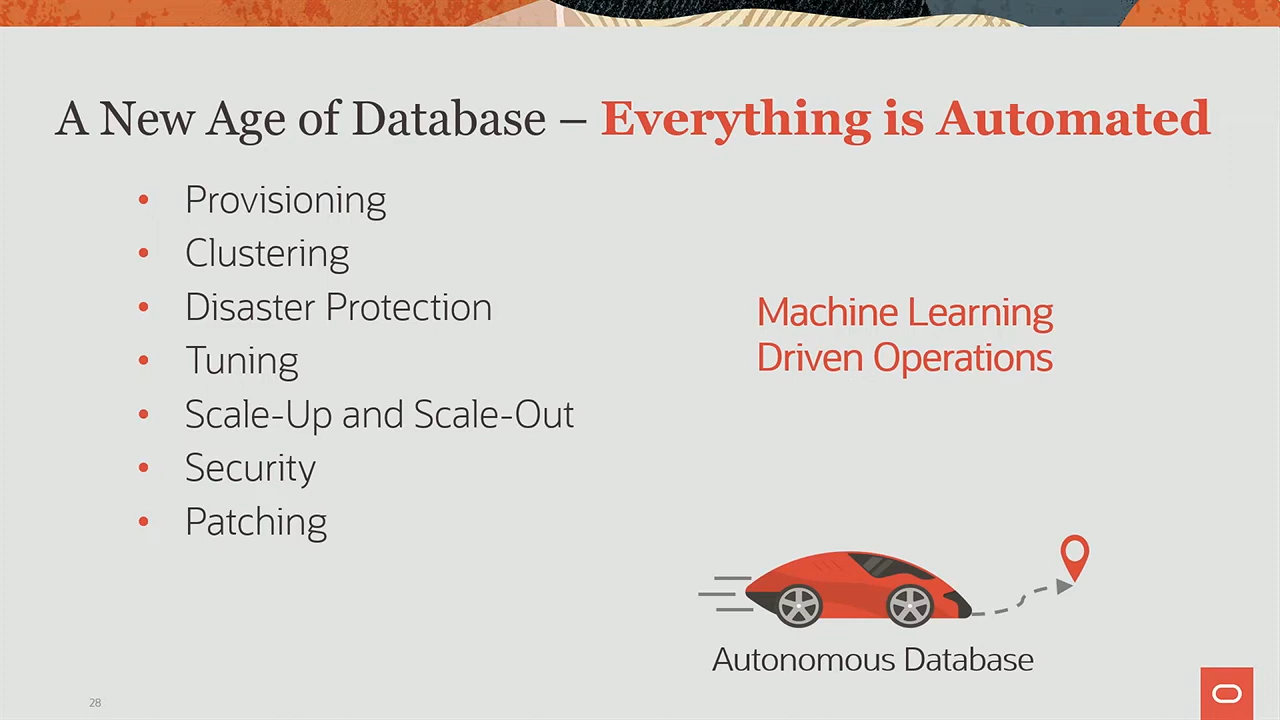 A New Age of Database – Everything is Automated
• Provisioning
• Clustering
• Disaster Protection
• Tuning
• Scale-Up and Scale-Out
• Security
• Patching
Machine Learning
Driven Operations
Autonomous Database
28